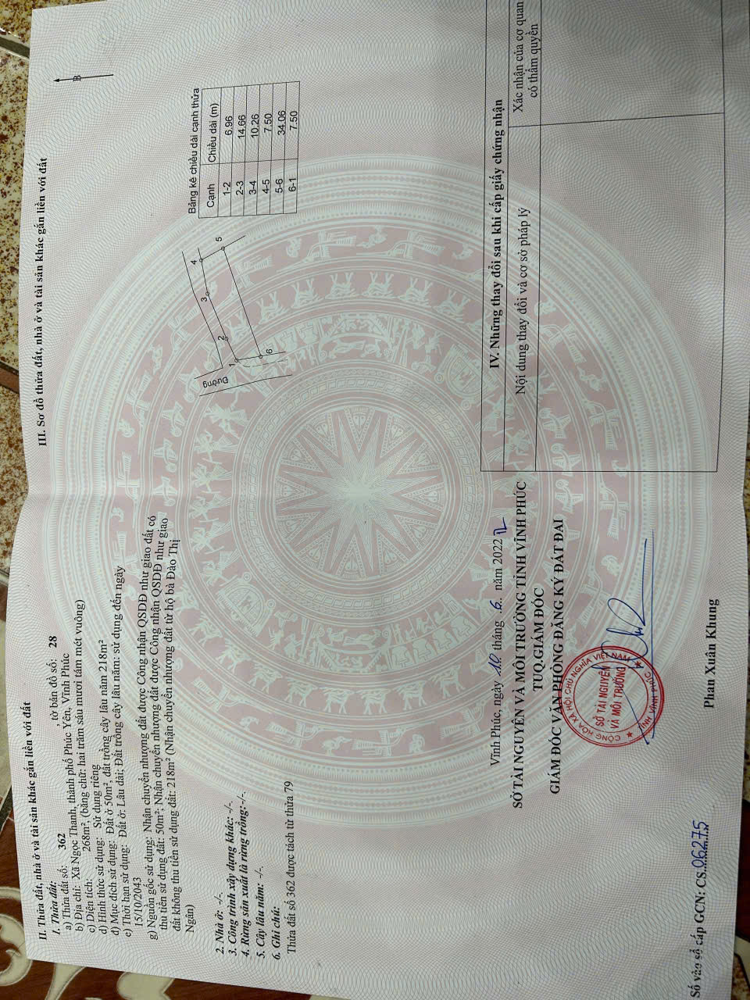 II. Thửa đất, nhà ở và tài sản khác gắn liền với đất
1. Thửa đất:
a) Thửa đất số: 362 , tờ bản đồ số: 28
b) Địa chỉ: Xã Ngọc Thanh, thành phố Phúc Yên, Vĩnh Phúc
c) Diện tích: 268m², (bằng chữ: hai trăm sáu mươi tám mét vuông)
d) Hình thức sử dụng: Sử dụng riêng
đ) Mục đích sử dụng: Đất ở 50m², đất trồng cây lâu năm 218m²
e) Thời hạn sử dụng: Đất ở: Lâu dài; Đất trồng cây lâu năm: sử dụng đến ngày
15/10/2043
g) Nguồn gốc sử dụng: Nhận chuyển nhượng đất được Công nhận QSDĐ như giao đất có
thu tiền sử dụng đất: 50m²; Nhận chuyển nhượng đất được Công nhận QSDĐ như giao
đất không thu tiền sử dụng đất: 218m² (Nhận chuyển nhượng đất từ hộ bà Đào Thị
Ngân)
2. Nhà ở: -/-.
3. Công trình xây dựng khác: -/-.
4. Rừng sản xuất là rừng trồng: -/-.
5. Cây lâu năm: -/-.
6. Ghi chú:
Thửa đất số 362 được tách từ thửa 79
III. Sơ đồ thửa đất, nhà ở và tài sản khác gắn liền với đất
B
Đường
1
2
3
4
5
6
Bảng kê chiều dài cạnh thửa
Cạnh Chiều dài (m)
1-2 6.96
2-3 14.66
3-4 10.26
4-5 7.50
5-6 34.06
6-1 7.50
Vĩnh Phúc, ngày 10 tháng .6.. năm 2022
SỞ TÀI NGUYÊN VÀ MÔI TRƯỜNG TỈNH VĨNH PHÚC
TUQ.GIÁM ĐỐC
GIÁM ĐỐC VĂN PHÒNG ĐĂNG KÝ ĐẤT ĐAI
CỘNG HÒA XÃ HỘI CHỦ NGHĨA VIỆT NAM
SỞ TÀI NGUYÊN
VÀ MÔI TRƯỜNG
TỈNH VĨNH PHÚC
Phan Xuân Khung
Số vào sổ cấp GCN: CS.06275
IV. Những thay đổi sau khi cấp giấy chứng nhận
Nội dung thay đổi và cơ sở pháp lý
Xác nhận của cơ quan
có thẩm quyền